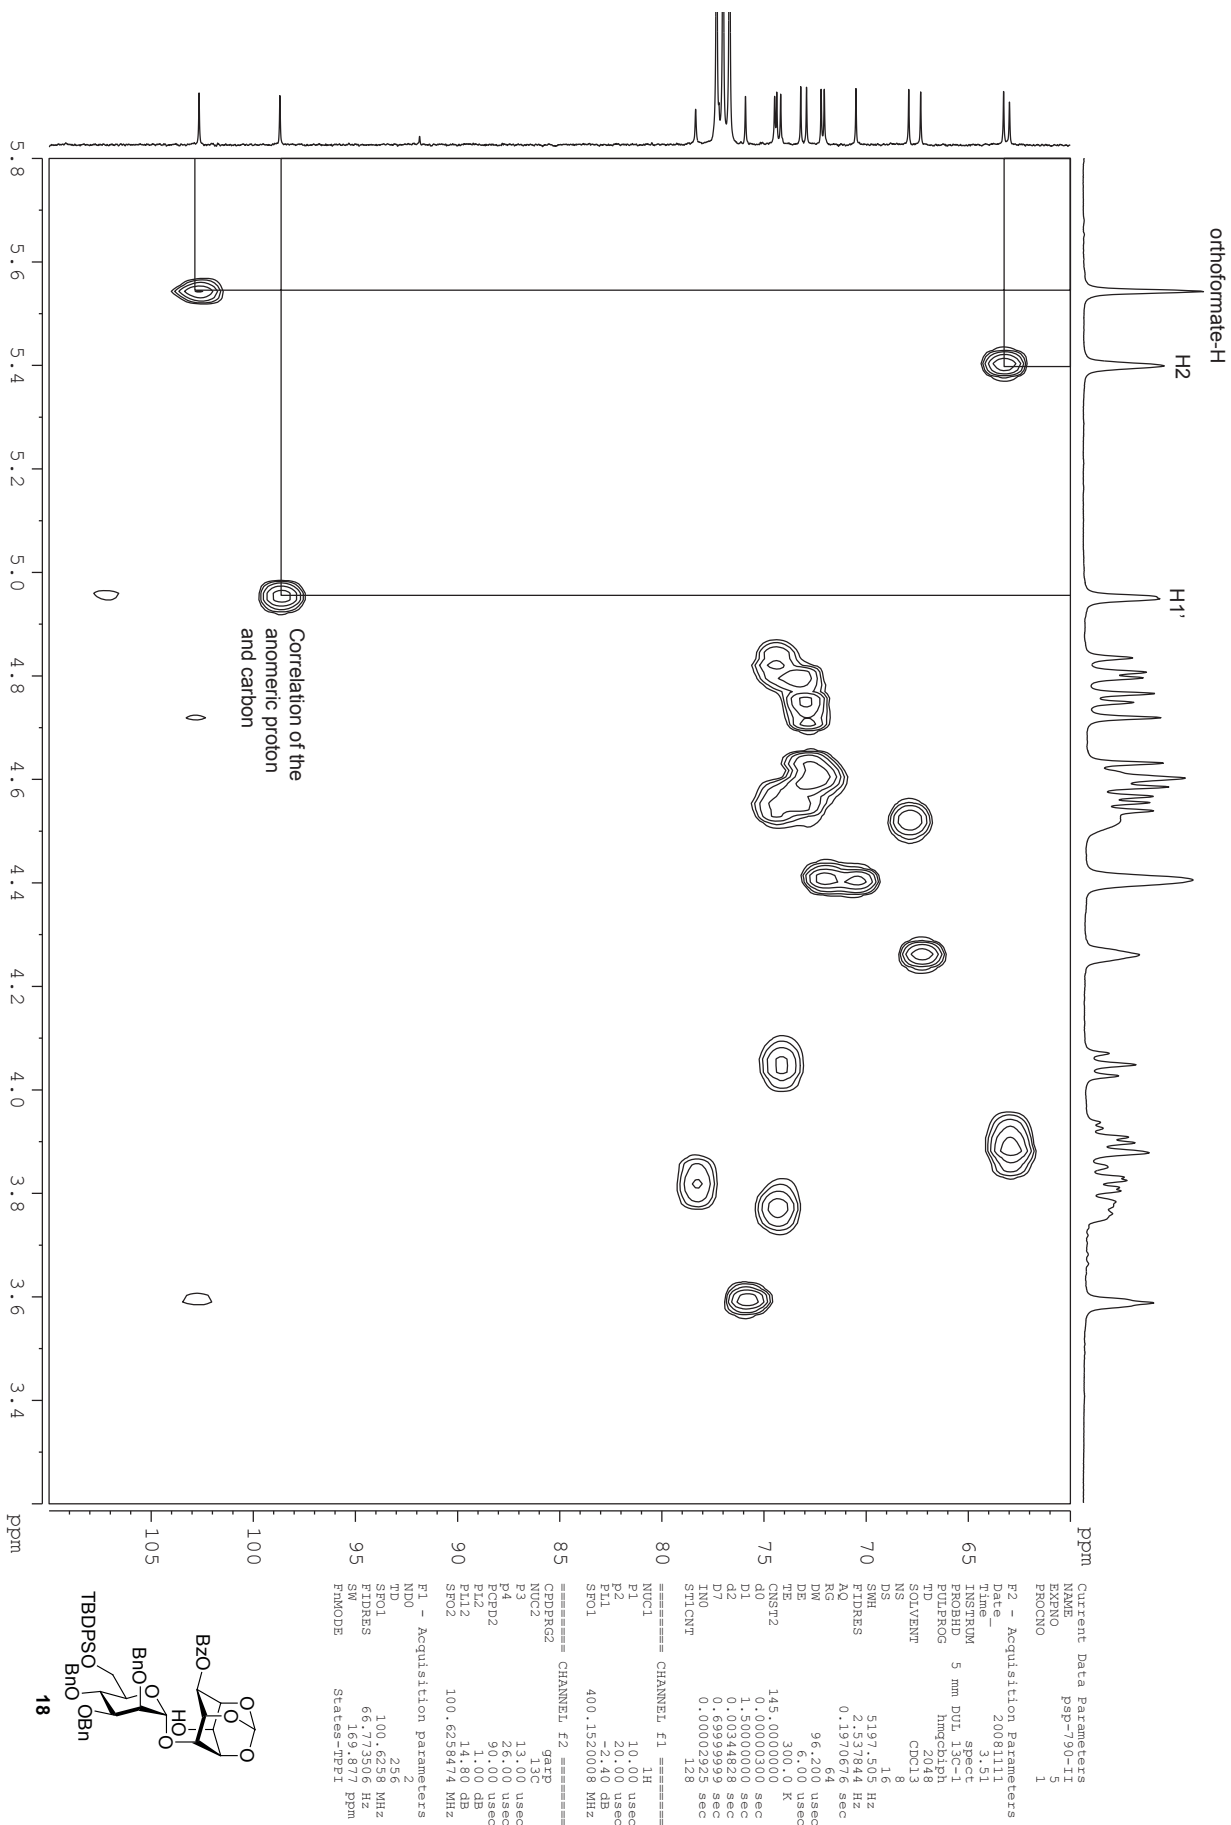 orthoformate-H
H2
H1'
Correlation of the
anomeric proton
and carbon
5.8
5.6
5.4
5.2
5.0
4.8
4.6
4.4
4.2
4.0
3.8
3.6
3.4
ppm
ppm
65
70
75
80
85
90
95
100
105
Current Data Parameters
NAME psp-790-II
EXPNO 5
PROCNO 1
F2 - Acquisition Parameters
Date_ 20081111
Time 3.51
INSTRUM spect
PROBHD 5 mm DUL 13C-1
PULPROG hmqcbiph
TD 2048
SOLVENT CDCl3
NS 8
DS 16
SWH 5197.505 Hz
FIDRES 2.537844 Hz
AQ 0.1970676 sec
RG 64
DW 96.200 usec
DE 6.00 usec
TE 300.0 K
CNST2 145.0000000
d0 0.00000300 sec
D1 1.50000000 sec
d2 0.00344828 sec
D7 0.69999999 sec
IN0 0.00002925 sec
ST1CNT 128
======== CHANNEL f1 ========
NUC1 1H
P1 10.00 usec
p2 20.00 usec
PL1 -2.40 dB
SFO1 400.1520008 MHz
======== CHANNEL f2 ========
CPDPRG2 garp
NUC2 13C
P3 13.00 usec
p4 26.00 usec
PCPD2 90.00 usec
PL2 1.00 dB
PL12 14.80 dB
SFO2 100.6258474 MHz
F1 - Acquisition parameters
ND0 2
TD 256
SFO1 100.6258 MHz
FIDRES 66.773506 Hz
SW 169.877 ppm
FnMODE States-TPPI
BzO
O
O
O
O
HO
O
O
BnO
TBDPSO
BnO
OBn
18